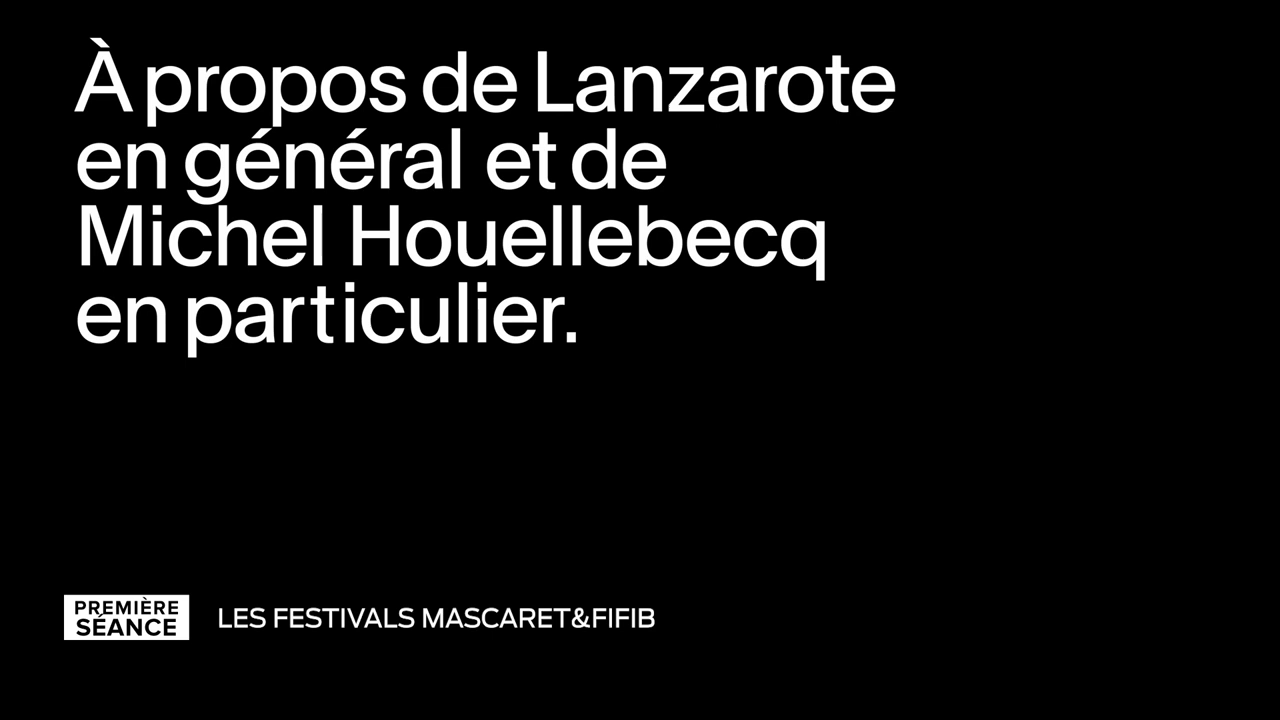 À propos de Lanzarote
en général et de
Michel Houellebecq
en particulier.
PREMIÈRE
SÉANCE
LES FESTIVALS MASCARET&FIFIB